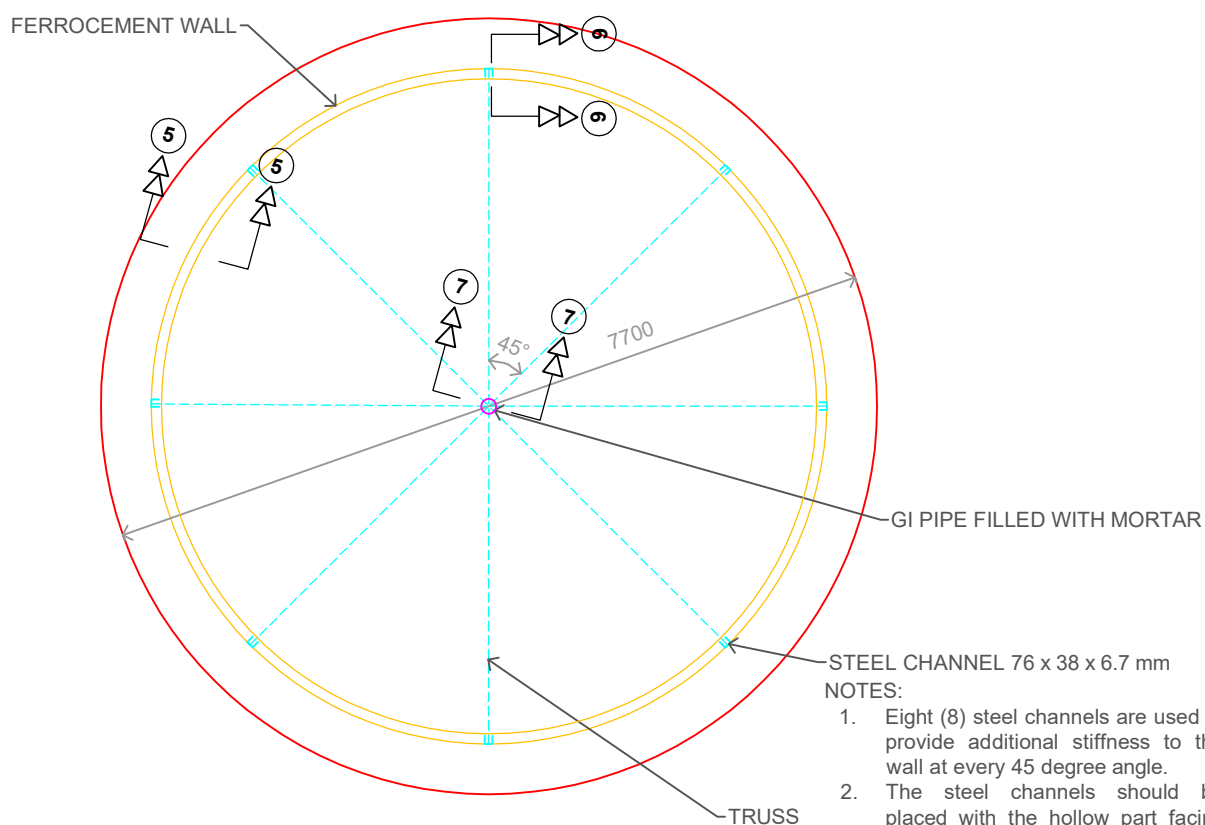 FERROCEMENT WALL
6
6
5
5
7
7
45°
7700
GI PIPE FILLED WITH MORTAR
STEEL CHANNEL 76 x 38 x 6.7 mm
NOTES:
1. Eight (8) steel channels are used
provide additional stiffness to th
wall at every 45 degree angle.
2. The steel channels should b
placed with the hollow part facin
TRUSS